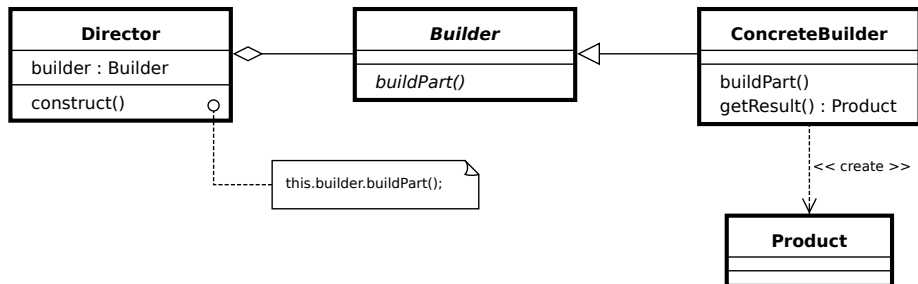 Director
builder : Builder
construct()
Builder
buildPart()
ConcreteBuilder
buildPart()
getResult() : Product
this.builder.buildPart();
<< create >>
Product